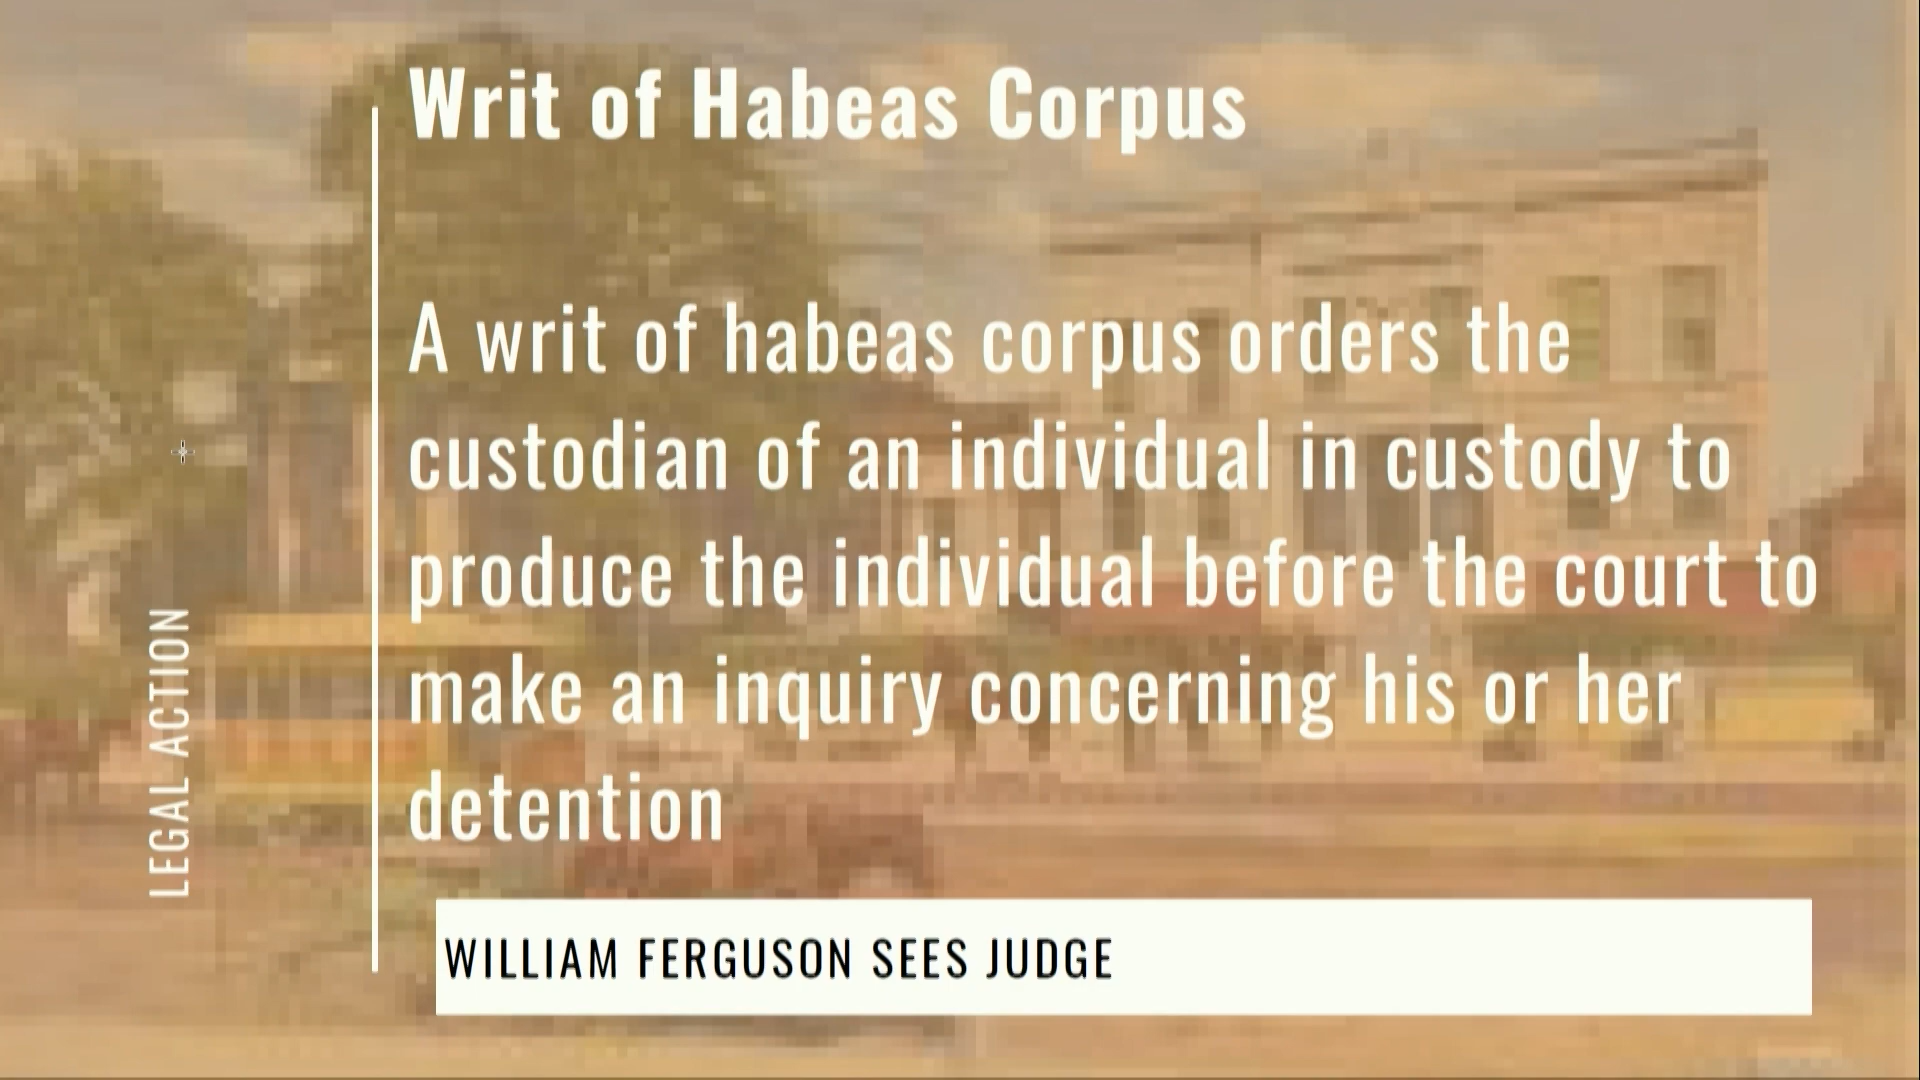 Writ of Habeas Corpus
A writ of habeas corpus orders the
custodian of an individual in custody to
produce the individual before the court to
make an inquiry concerning his or her
detention
LEGAL ACTION
WILLIAM FERGUSON SEES JUDGE